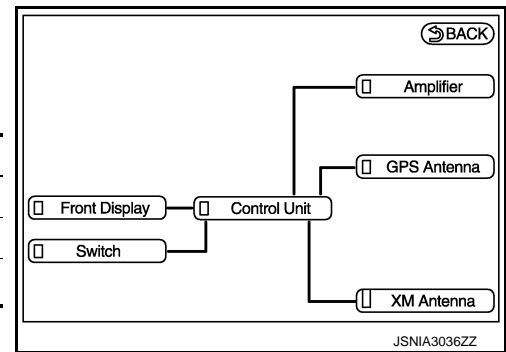 BACK
Amplifier
GPS Antenna
Front Display
Control Unit
Switch
XM Antenna
JSNIA3036ZZ